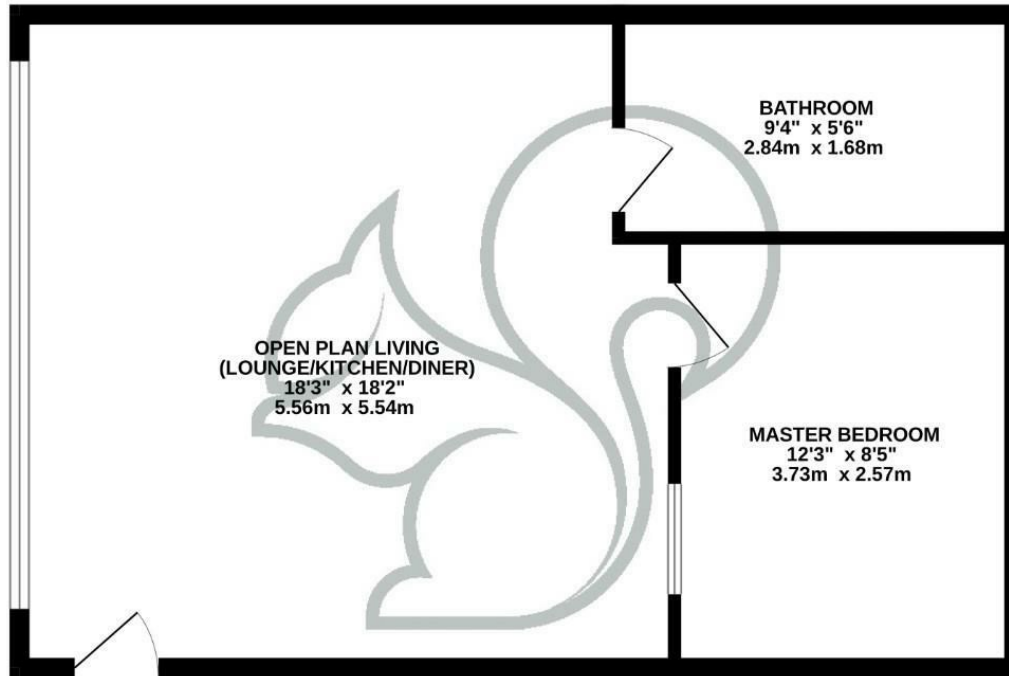 BATHROOM
9'4" x 5'6"
2.84m x 1.68m
OPEN PLAN LIVING
(LOUNGE/KITCHEN/DINER)
18'3" x 18'2"
5.56m x 5.54m
MASTER BEDROOM
12'3" x 8'5"
3.73m x 2.57m